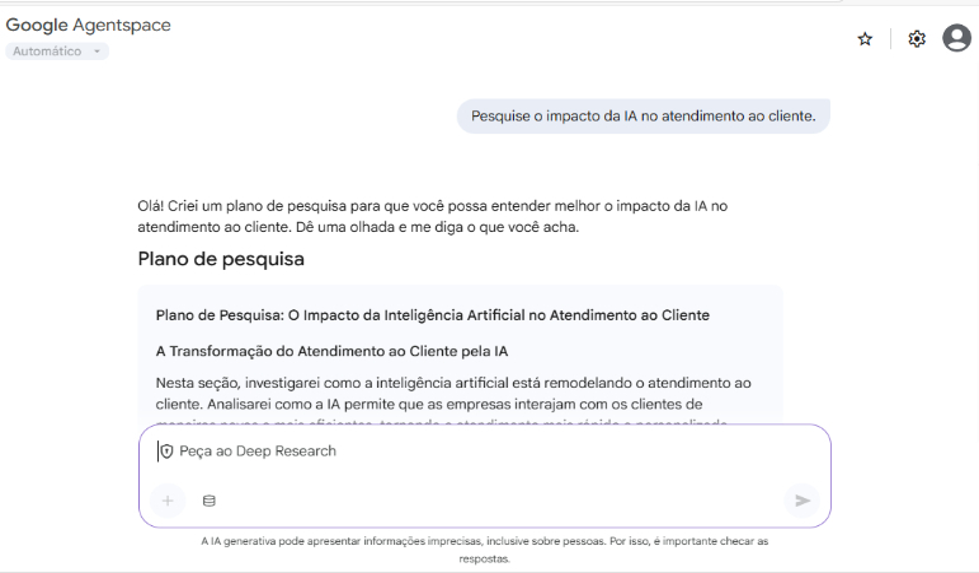 Google Agentspace
Automático
Pesquise o impacto da IA no atendimento ao cliente.
Olá! Criei um plano de pesquisa para que você possa entender melhor o impacto da IA no
atendimento ao cliente. Dê uma olhada e me diga o que você acha.
Plano de pesquisa
Plano de Pesquisa: O Impacto da Inteligência Artificial no Atendimento ao Cliente
A Transformação do Atendimento ao Cliente pela IA
Nesta seção, investigarei como a inteligência artificial está remodelando o atendimento ao
cliente. Analisarei como a IA permite que as empresas interajam com os clientes de
Peça ao Deep Research
A IA generativa pode apresentar informações imprecisas, inclusive sobre pessoas. Por isso, é importante checar as
respostas.